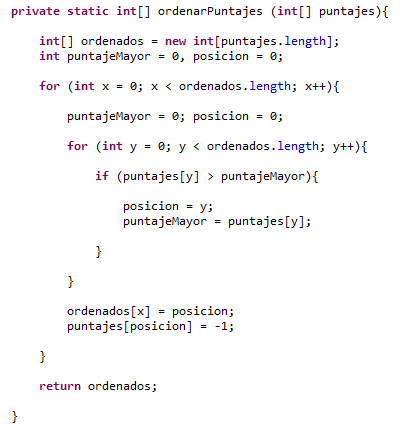 private static int[] ordenarPuntajes (int[] puntajes){
int[] ordenados = new int[puntajes.length];
int puntajeMayor = 0, posicion = 0;
for (int x = 0; x < ordenados.length; x++){
puntajeMayor = 0; posicion = 0;
for (int y = 0; y < ordenados.length; y++){
if (puntajes[y] > puntajeMayor){
posicion = y;
puntajeMayor = puntajes[y];
}
}
ordenados[x] = posicion;
puntajes[posicion] = -1;
}
return ordenados;
}